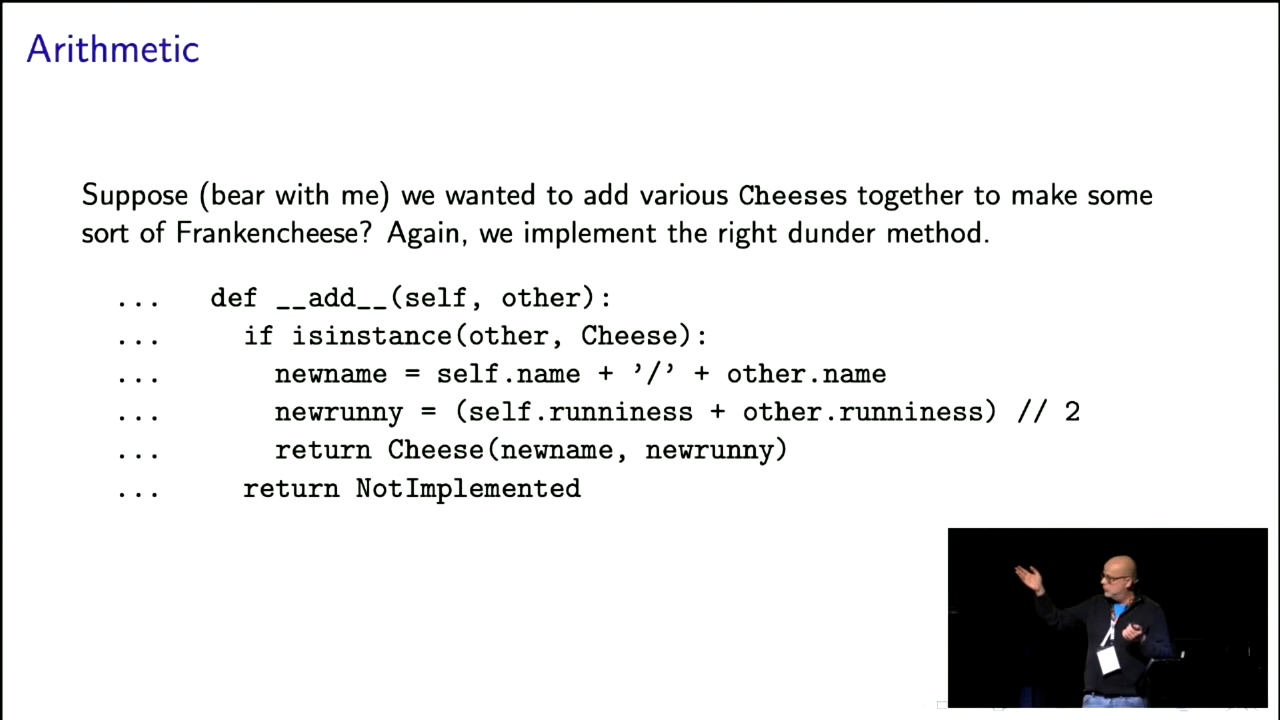 Arithmetic
Suppose (bear with me) we wanted to add various Cheeses together to make some
sort of Frankencheese? Again, we implement the right dunder method.
... def __add__(self, other):
... if isinstance(other, Cheese):
... newname = self.name + '/' + other.name
... newrunny = (self.runniness + other.runniness) // 2
... return Cheese(newname, newrunny)
... return NotImplemented